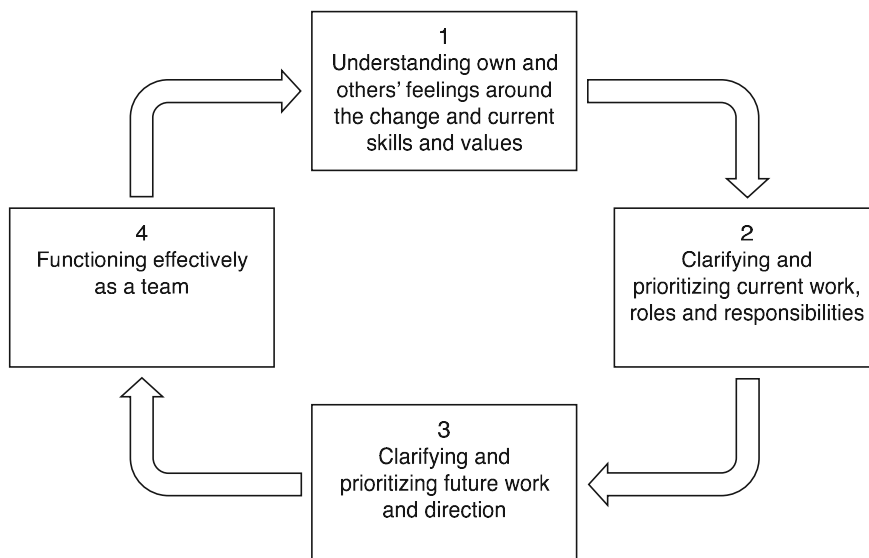 1
Understanding own and
others’ feelings around
the change and current
skills and values
2
Clarifying and
prioritizing current work,
roles and responsibilities
3
Clarifying and
prioritizing future work
and direction
4
Functioning effectively
as a team